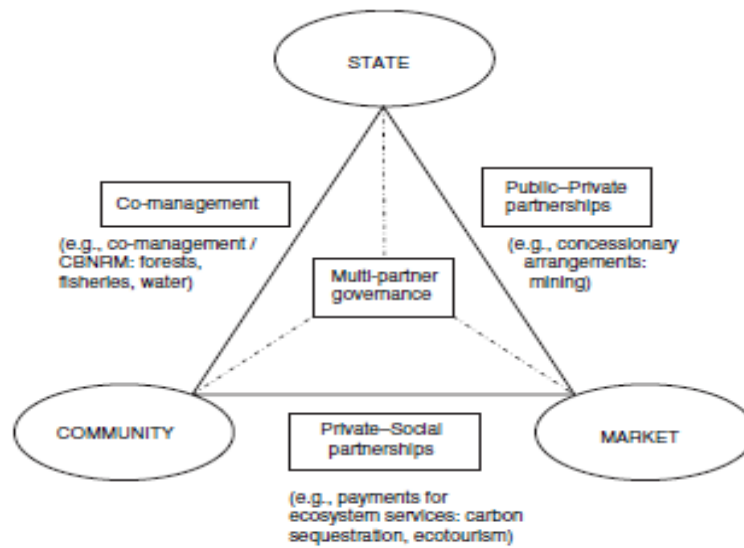 STATE
Co-management
(e.g., co-management /
CBNRM: forests,
fisheries, water)
Public–Private
partnerships
(e.g., concessionary
arrangements:
mining)
Multi-partner
governance
COMMUNITY
MARKET
Private–Social
partnerships
(e.g., payments for
ecosystem services: carbon
sequestration, ecotourism)